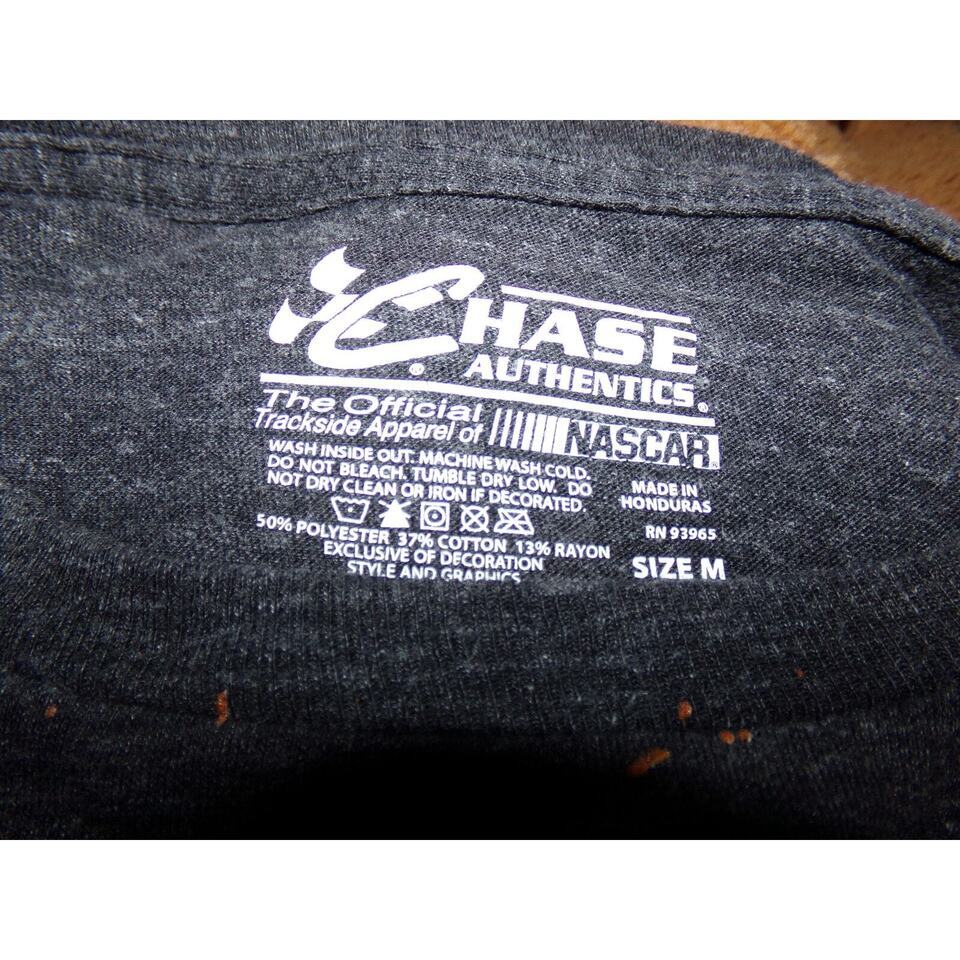 CHASE
AUTHENTICS®
The Official
Trackside Apparel of NASCAR
WASH INSIDE OUT. MACHINE WASH COLD.
DO NOT BLEACH. TUMBLE DRY LOW. DO
NOT DRY CLEAN OR IRON IF DECORATED.
MADE IN
HONDURAS
50% POLYESTER 37% COTTON 13% RAYON
EXCLUSIVE OF DECORATION
STYLE AND GRAPHICS
RN 93965
SIZE M